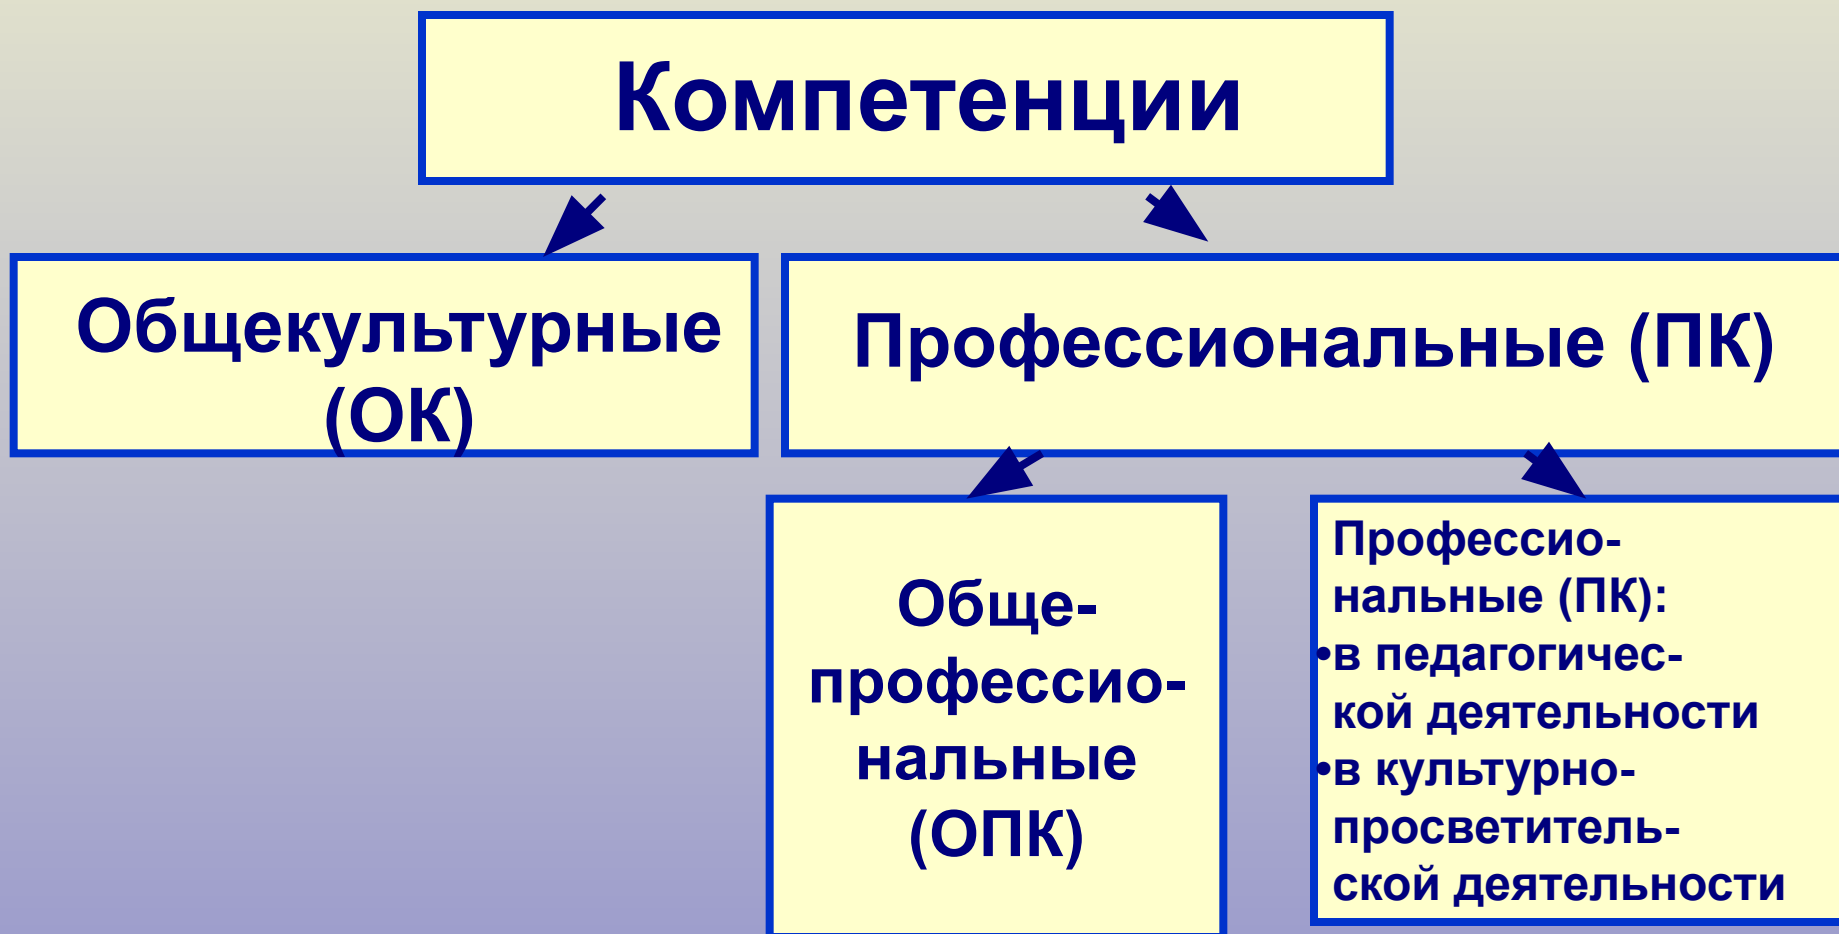 Компетенции
Общекультурные
(ОК)
Профессиональные (ПК)
Обще-
профессио-
нальные
(ОПК)
Профессио-
нальные (ПК):
•в педагогичес-
кой деятельности
•в культурно-
просветитель-
ской деятельности